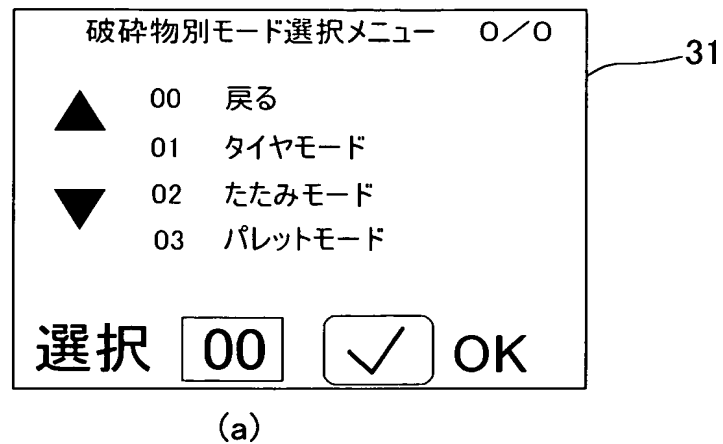 破砕物別モード選択メニュー 0/0
31
00 戻る
01 タイヤモード
02 たたみモード
03 パレットモード
選択 00 OK
(a)